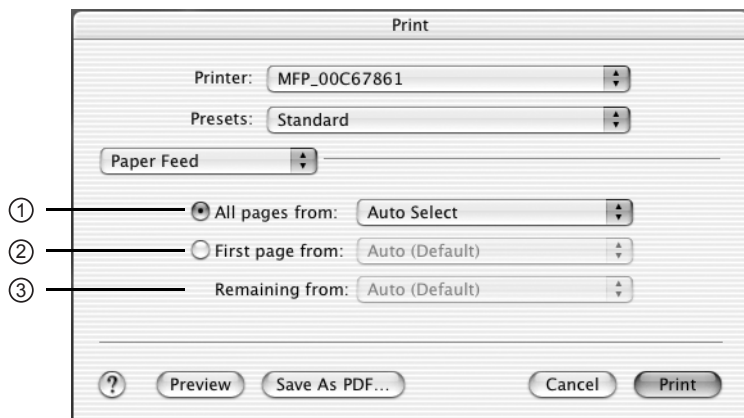 Print
Printer: MFP_00C67861
Presets: Standard
Paper Feed
① All pages from: Auto Select
② First page from: Auto (Default)
③ Remaining from: Auto (Default)
? Preview Save As PDF... Cancel Print